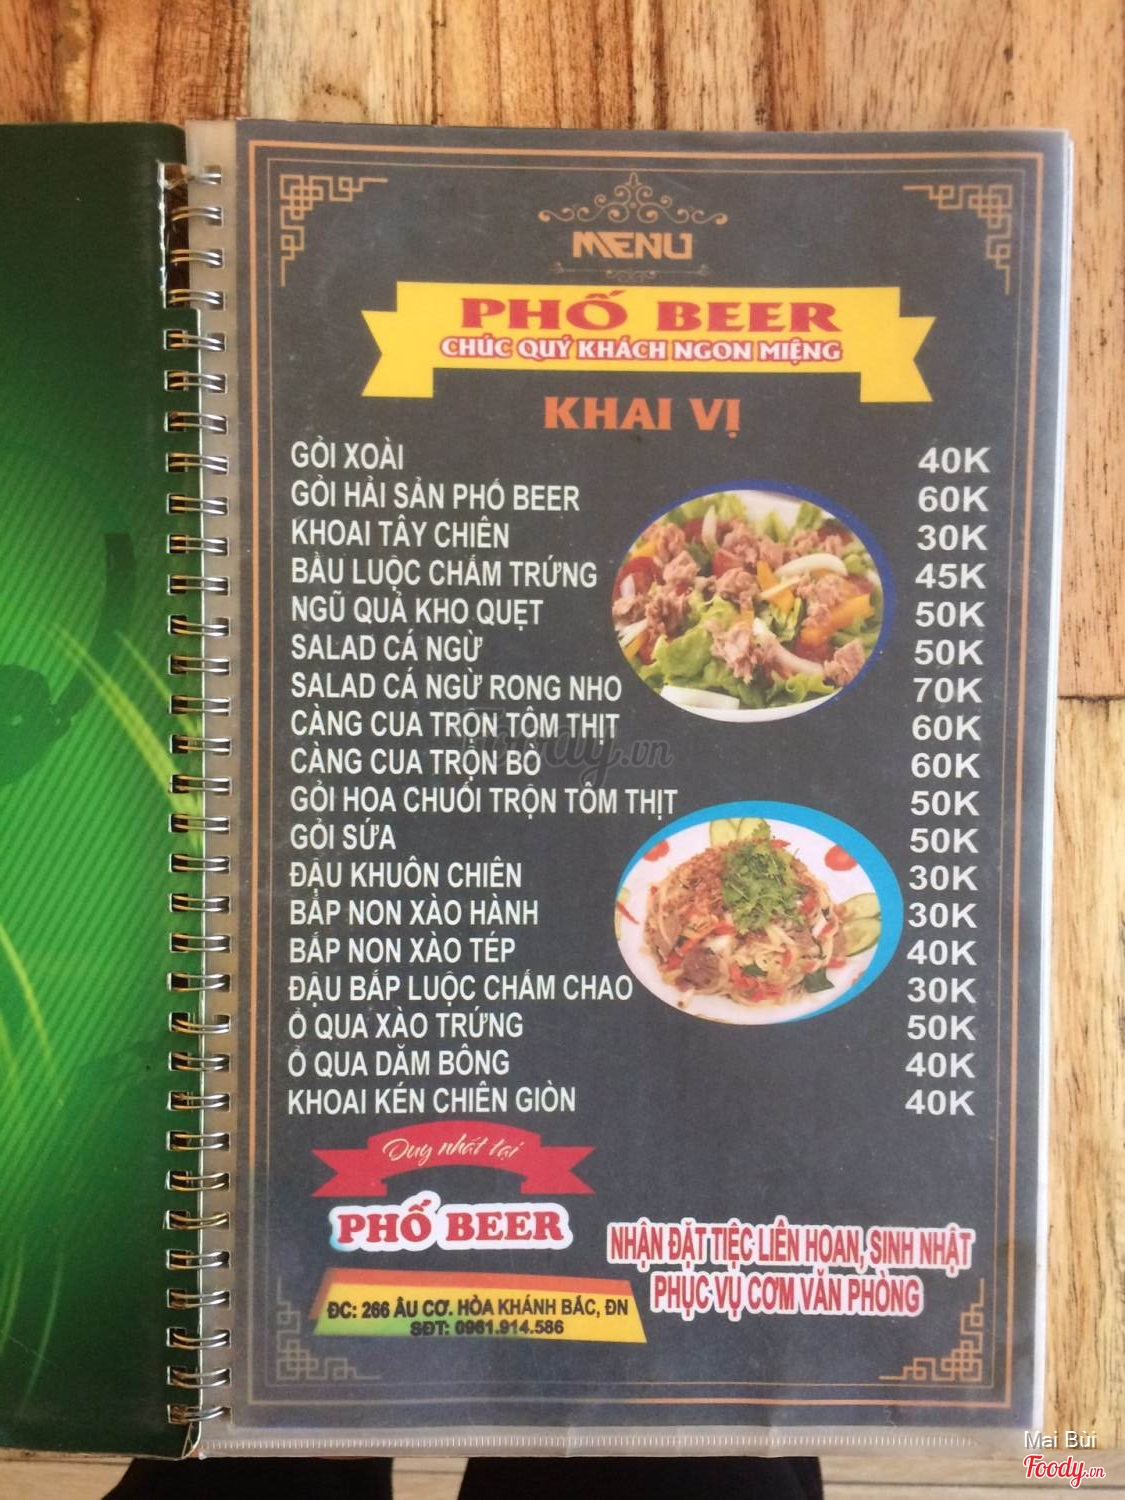 MENU
PHỐ BEER
CHÚC QUÝ KHÁCH NGON MIỆNG
KHAI VỊ
GỎI XOÀI 40K
GỎI HẢI SẢN PHỐ BEER 60K
KHOAI TÂY CHIÊN 30K
BẦU LUỘC CHẤM TRỨNG 45K
NGŨ QUẢ KHO QUẸT 50K
SALAD CÁ NGỪ 50K
SALAD CÁ NGỪ RONG NHO 70K
CÀNG CUA TRỘN TÔM THỊT 60K
CÀNG CUA TRỘN BÒ 60K
GỎI HOA CHUỐI TRỘN TÔM THỊT 50K
GỎI SỨA 50K
ĐẬU KHUÔN CHIÊN 30K
BẮP NON XÀO HÀNH 30K
BẮP NON XÀO TÉP 40K
ĐẬU BẮP LUỘC CHẤM CHAO 30K
Ổ QUA XÀO TRỨNG 50K
Ổ QUA DĂM BÔNG 40K
KHOAI KÉN CHIÊN GIÒN 40K
Foody.vn
Duy nhất tại
PHỐ BEER
NHẬN ĐẶT TIỆC LIÊN HOAN, SINH NHẬT
PHỤC VỤ CƠM VĂN PHÒNG
ĐC: 266 ÂU CƠ. HÒA KHÁNH BẮC, ĐN
SĐT: 0961.914.586
Mai Bùi
Foody.vn